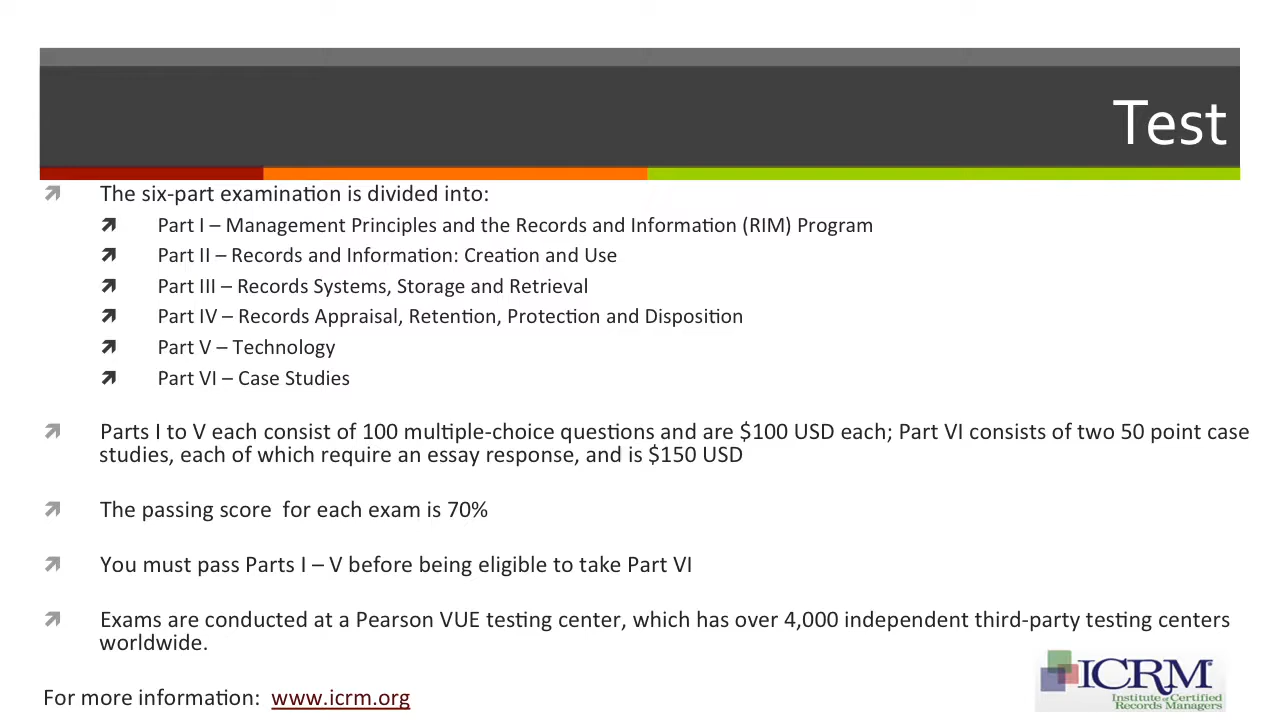 Test
The six-part examination is divided into:
Part I – Management Principles and the Records and Information (RIM) Program
Part II – Records and Information: Creation and Use
Part III – Records Systems, Storage and Retrieval
Part IV – Records Appraisal, Retention, Protection and Disposition
Part V – Technology
Part VI – Case Studies
Parts I to V each consist of 100 multiple-choice questions and are $100 USD each; Part VI consists of two 50 point case
studies, each of which require an essay response, and is $150 USD
The passing score  for each exam is 70%
You must pass Parts I – V before being eligible to take Part VI
Exams are conducted at a Pearson VUE testing center, which has over 4,000 independent third-party testing centers
worldwide.
For more information:  www.icrm.org
ICRM®
Institute of Certified
Records Managers